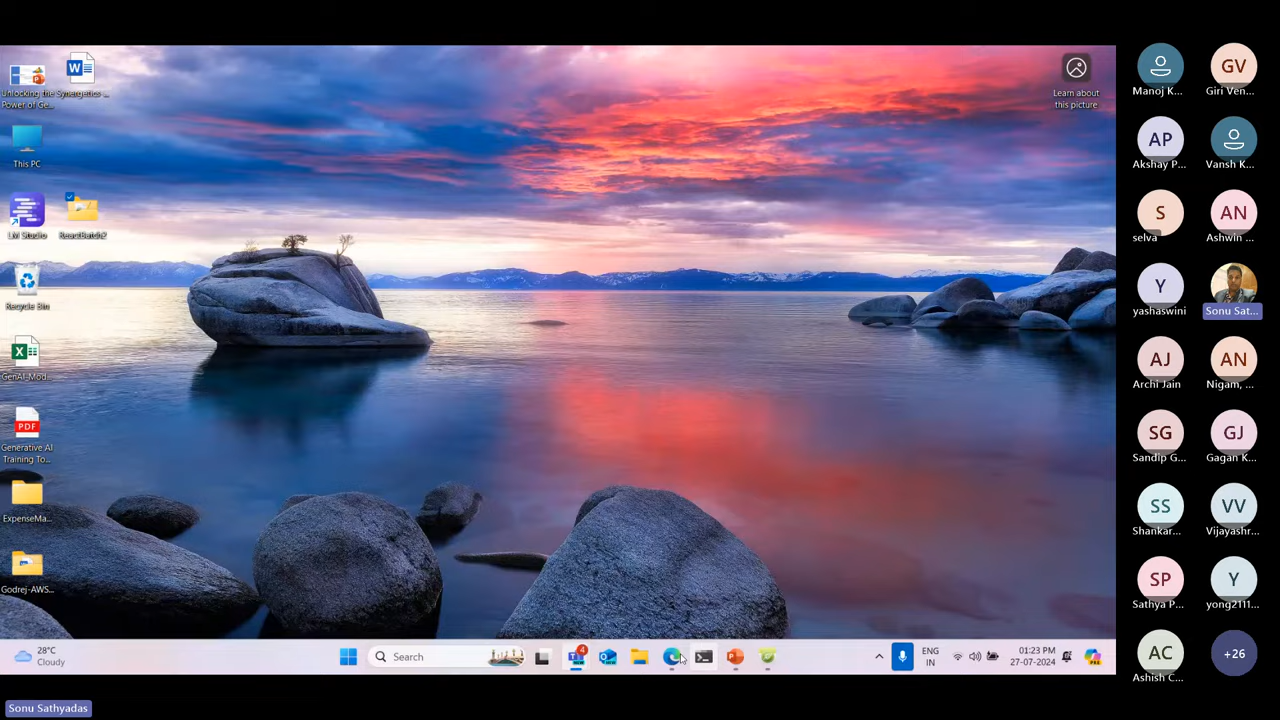 Unlocking the
Power of Ge...
Synergetics -...
This PC
LM Studio
ReactBatch2
Recycle Bin
GenAI-Mod...
PDF
Generative AI
Training To...
ExpenseMa...
Godrej-AWS...
Learn about
this picture
28°C
Cloudy
Search
4
ENG
IN
01:23 PM
27-07-2024
Manoj K...
GV
Giri Ven...
AP
Akshay P...
Vansh K...
S
selva
AN
Ashwin ...
Y
yashaswini
Sonu Sat...
AJ
Archi Jain
AN
Nigam, ...
SG
Sandip G...
GJ
Gagan K...
SS
Shankar...
VV
Vijayashr...
SP
Sathya P...
Y
yong2111...
AC
Ashish C...
+26
Sonu Sathyadas